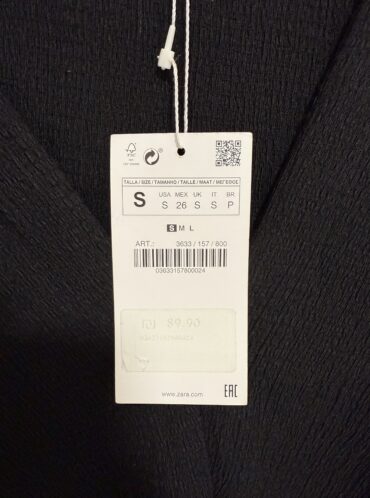 FSC
TALLA / SIZE / TAMANHO / TAILLE / MAAT / MEГЕDGE
S
USA MEX UK IT BR
S 26 S S P
S M L
ART.: 3633 / 157 / 800
03633157800024
89.90
www.zara.com
EAC